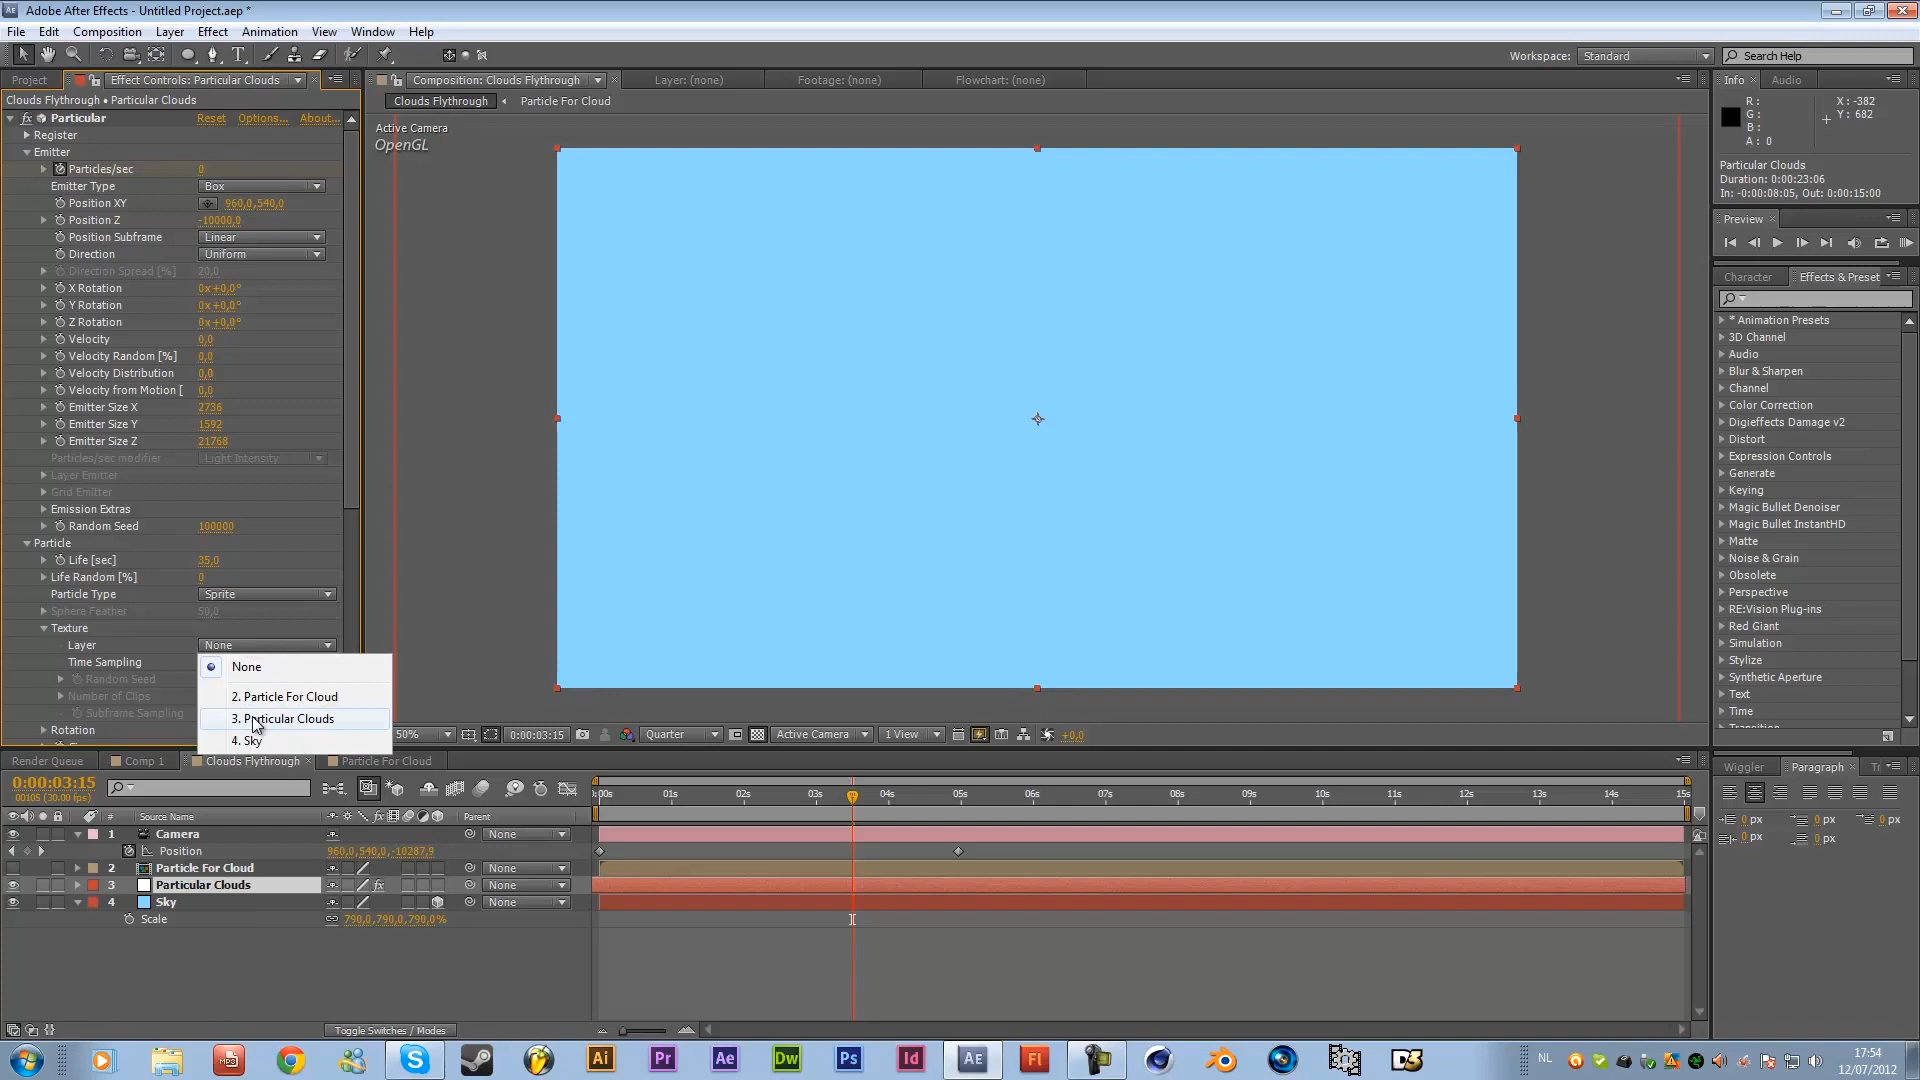 Adobe After Effects - Untitled Project.aep *
File Edit Composition Layer Effect Animation View Window Help
Workspace: Standard Search Help
Project Effect Controls: Particular Clouds
Composition: Clouds Flythrough Layer: (none) Footage: (none) Flowchart: (none)
Info Audio
Clouds Flythrough • Particular Clouds
Clouds Flythrough Particle For Cloud
Particular Reset Options... About...
Register
Emitter
Particles/sec 0
Emitter Type Box
Position XY 960,0,540,0
Position Z -10000,0
Position Subframe Linear
Direction Uniform
Direction Spread [%] 20,0
X Rotation 0x+0,0°
Y Rotation 0x+0,0°
Z Rotation 0x+0,0°
Velocity 0,0
Velocity Random [%] 0,0
Velocity Distribution 0,0
Velocity from Motion [ 0,0
Emitter Size X 2736
Emitter Size Y 1592
Emitter Size Z 21768
Particles/sec modifier Light Intensity
Layer Emitter
Grid Emitter
Emission Extras
Random Seed 100000
Particle
Life [sec] 35,0
Life Random [%] 0
Particle Type Sprite
Sphere Feather 50,0
Texture
Layer None
Time Sampling
Random Seed
Number of Clips
Subframe Sampling
Rotation
None
2. Particle For Cloud
3. Particular Clouds
4. Sky
Active Camera
OpenGL
50% 0:00:03:15 Quarter Active Camera 1 View +0,0
R: X: -382
G: Y: 682
B:
A: 0
Particular Clouds
Duration: 0:00:23:06
In: -0:00:08:05, Out: 0:00:15:00
Preview
Character Effects & Preset
* Animation Presets
3D Channel
Audio
Blur & Sharpen
Channel
Color Correction
Digieffects Damage v2
Distort
Expression Controls
Generate
Keying
Magic Bullet Denoiser
Magic Bullet InstantHD
Matte
Noise & Grain
Obsolete
Perspective
RE:Vision Plug-ins
Red Giant
Simulation
Stylize
Synthetic Aperture
Text
Time
Transition
Render Queue Comp 1 Clouds Flythrough Particle For Cloud
0:00:03:15
00105 (30.00 fps)
0:00s 01s 02s 03s 04s 05s 06s 07s 08s 09s 10s 11s 12s 13s 14s 15s
# Source Name Parent
1 Camera None
Position 960,0,540,0,-10287,9
2 Particle For Cloud None
3 Particular Clouds None
4 Sky None
Scale 790,0,790,0,790,0%
Toggle Switches / Modes
Wiggler Paragraph Tr
0 px 0 px 0 px
0 px 0 px
MP3 Ai Pr Ae Dw Ps Id AE Fl D3
NL 17:54
12/07/2012